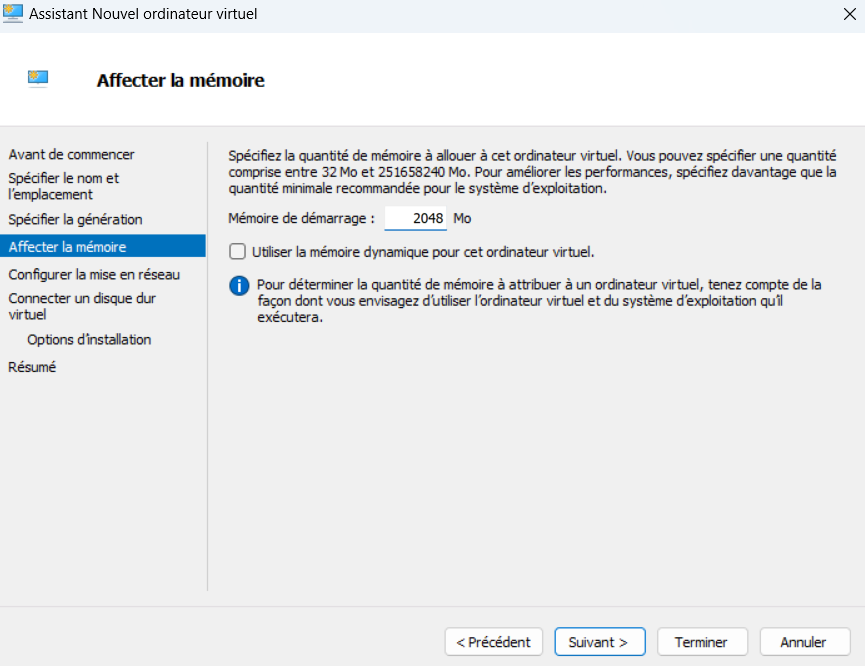 Assistant Nouvel ordinateur virtuel
Affecter la mémoire
Avant de commencer
Spécifier le nom et
l'emplacement
Spécifier la génération
Affecter la mémoire
Configurer la mise en réseau
Connecter un disque dur
virtuel
Options d'installation
Résumé
Spécifiez la quantité de mémoire à allouer à cet ordinateur virtuel. Vous pouvez spécifier une quantité
comprise entre 32 Mo et 251658240 Mo. Pour améliorer les performances, spécifiez davantage que la
quantité minimale recommandée pour le système d'exploitation.
Mémoire de démarrage : 2048 Mo
Utiliser la mémoire dynamique pour cet ordinateur virtuel.
Pour déterminer la quantité de mémoire à attribuer à un ordinateur virtuel, tenez compte de la
façon dont vous envisagez d'utiliser l'ordinateur virtuel et du système d'exploitation qu'il
exécutera.
< Précédent Suivant > Terminer Annuler